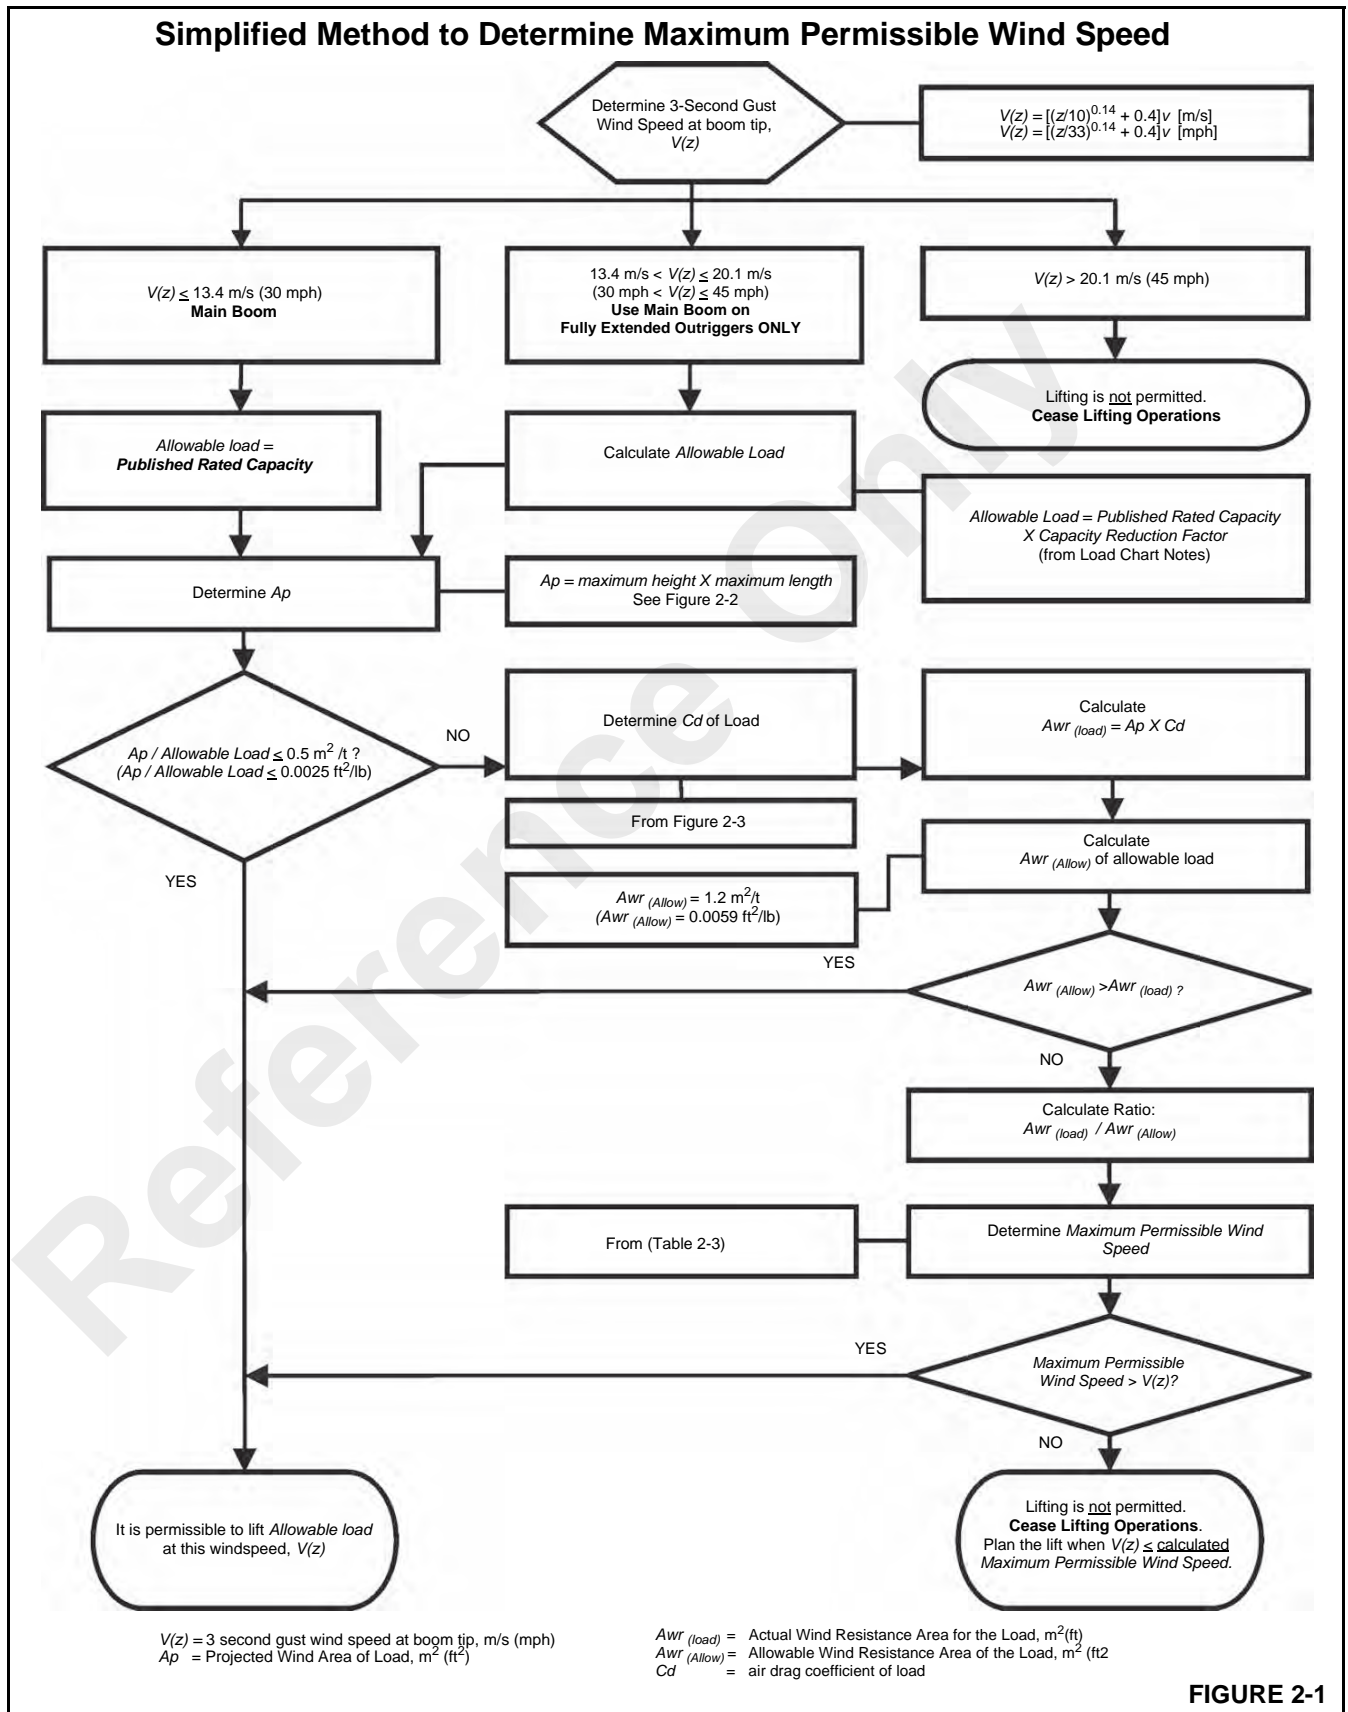 Simplified Method to Determine Maximum Permissible Wind Speed
Determine 3-Second Gust
Wind Speed at boom tip,
V(z)
V(z) = [(z/10)^0.14 + 0.4]v [m/s]
V(z) = [(z/33)^0.14 + 0.4]v [mph]
V(z) ≤ 13.4 m/s (30 mph)
Main Boom
13.4 m/s < V(z) ≤ 20.1 m/s
(30 mph < V(z) ≤ 45 mph)
Use Main Boom on
Fully Extended Outriggers ONLY
V(z) > 20.1 m/s (45 mph)
Lifting is not permitted.
Cease Lifting Operations
Allowable load =
Published Rated Capacity
Calculate Allowable Load
Allowable Load = Published Rated Capacity
X Capacity Reduction Factor
(from Load Chart Notes)
Determine Ap
Ap = maximum height X maximum length
See Figure 2-2
Ap / Allowable Load ≤ 0.5 m² /t ?
(Ap / Allowable Load ≤ 0.0025 ft²/lb)
NO
Determine Cd of Load
Calculate
Awr (load) = Ap X Cd
From Figure 2-3
Calculate
Awr (Allow) of allowable load
YES
Awr (Allow) = 1.2 m²/t
(Awr (Allow) = 0.0059 ft²/lb)
YES
Awr (Allow) >Awr (load) ?
NO
Calculate Ratio:
Awr (load) / Awr (Allow)
From (Table 2-3)
Determine Maximum Permissible Wind
Speed
YES
Maximum Permissible
Wind Speed > V(z)?
NO
It is permissible to lift Allowable load
at this windspeed, V(z)
Lifting is not permitted.
Cease Lifting Operations.
Plan the lift when V(z) ≤ calculated
Maximum Permissible Wind Speed.
V(z) = 3 second gust wind speed at boom tip, m/s (mph)
Ap = Projected Wind Area of Load, m² (ft²)
Awr (load) = Actual Wind Resistance Area for the Load, m²(ft)
Awr (Allow) = Allowable Wind Resistance Area of the Load, m² (ft2
Cd = air drag coefficient of load
FIGURE 2-1
Reference Only